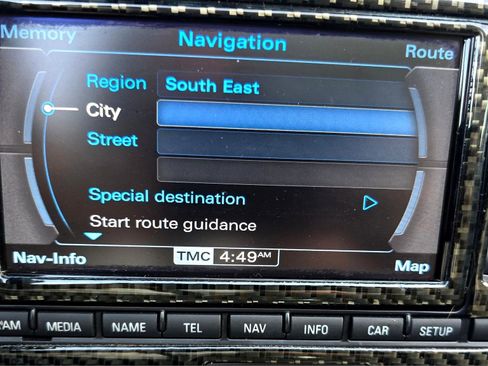 Memory
Navigation
Route
Region South East
City
Street
Special destination
Start route guidance
Nav-Info
TMC 4:49AM
Map
MEDIA
NAME
TEL
NAV
INFO
CAR
SETUP